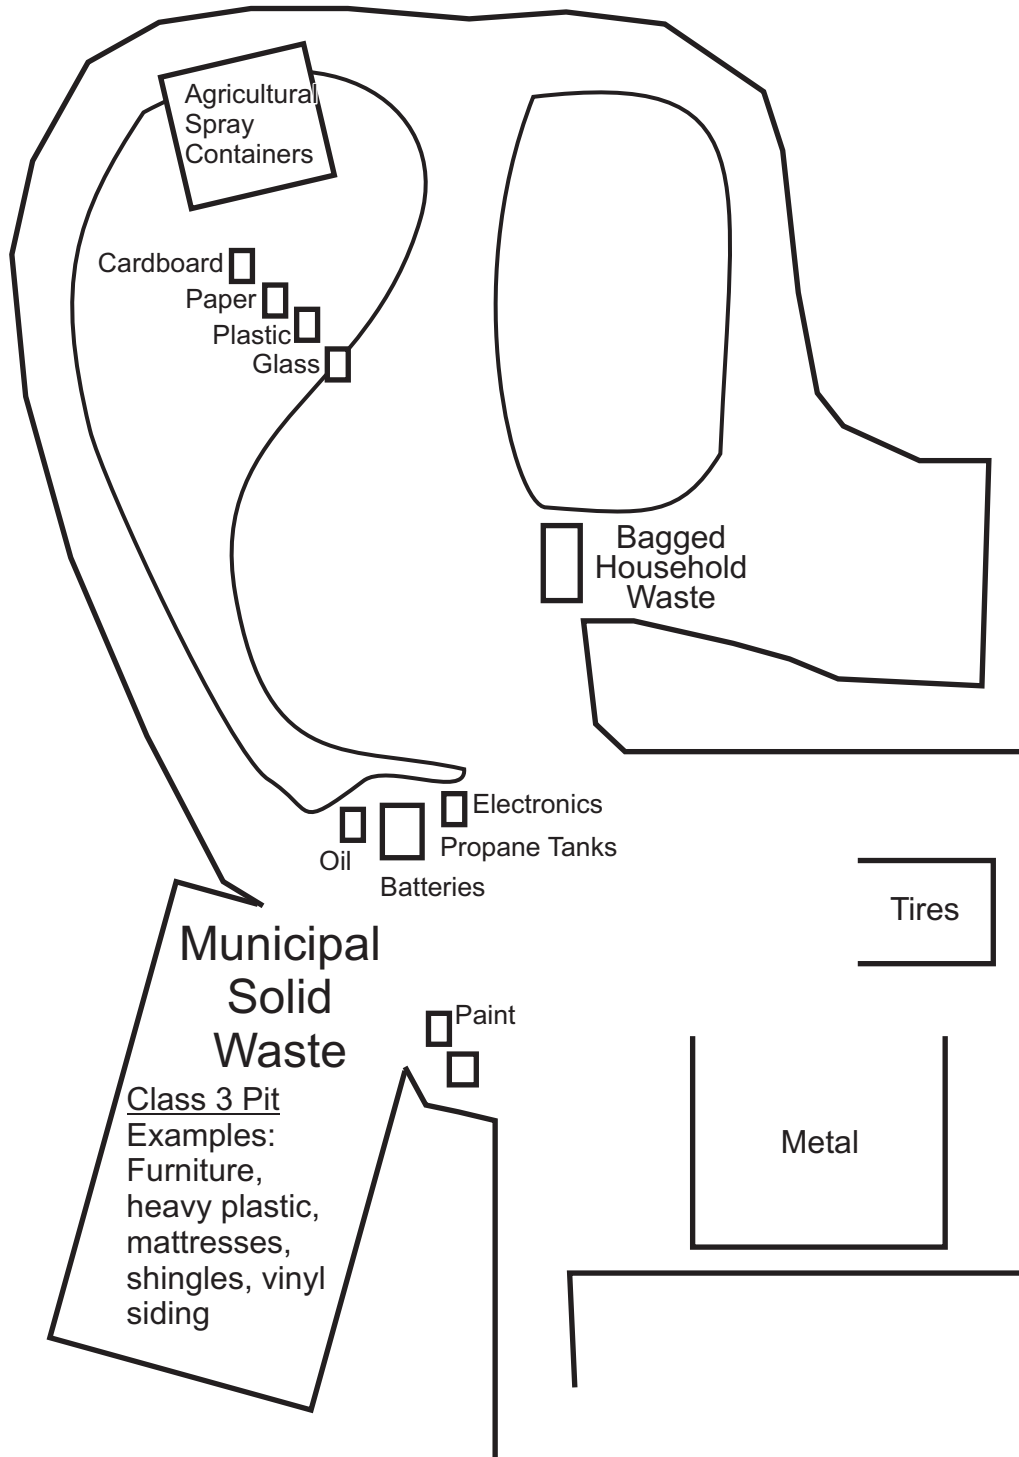 Agricultural
Spray
Containers
Cardboard
Paper
Plastic
Glass
Bagged
Household
Waste
Electronics
Oil
Propane Tanks
Batteries
Tires
Municipal
Solid
Waste
Paint
Class 3 Pit
Examples:
Furniture,
heavy plastic,
mattresses,
shingles, vinyl
siding
Metal